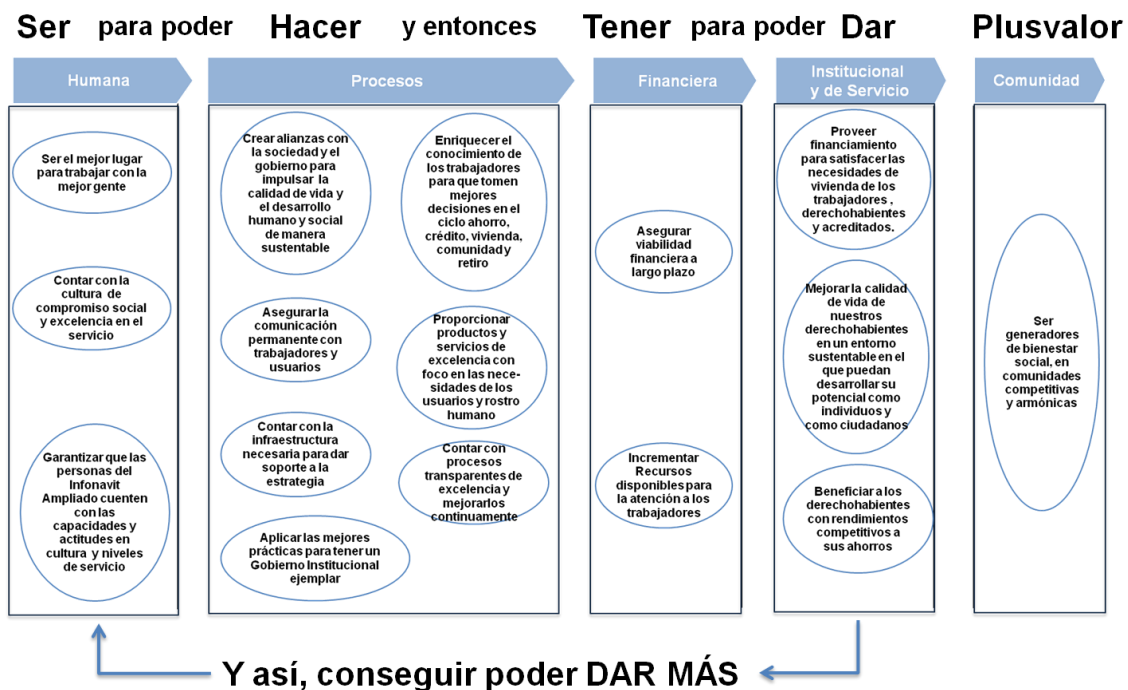 Ser para poder Hacer y entonces Tener para poder Dar Plusvalor
Humana
Procesos
Financiera
Institucional
y de Servicio
Comunidad
Ser el mejor lugar
para trabajar con la
mejor gente
Contar con la
cultura de
compromiso social
y excelencia en el
servicio
Garantizar que las
personas del
Infonavit
Ampliado cuenten
con las
capacidades y
actitudes en
cultura y niveles
de servicio
Crear alianzas con
la sociedad y el
gobierno para
impulsar la
calidad de vida y
el desarrollo
humano y social
de manera
sustentable
Asegurar la
comunicación
permanente con
trabajadores y
usuarios
Contar con la
infraestructura
necesaria para dar
soporte a la
estrategia
Aplicar las mejores
prácticas para tener un
Gobierno Institucional
ejemplar
Enriquecer el
conocimiento de
los trabajadores
para que tomen
mejores
decisiones en el
ciclo ahorro,
crédito, vivienda,
comunidad y
retiro
Proporcionar
productos y
servicios de
excelencia con
foco en las nece-
sidades de los
usuarios y rostro
humano
Contar con
procesos
transparentes de
excelencia y
mejorarlos
continuamente
Asegurar
viabilidad
financiera a
largo plazo
Incrementar
Recursos
disponibles para
la atención a los
trabajadores
Proveer
financiamiento
para satisfacer las
necesidades de
vivienda de los
trabajadores ,
derechohabientes
y acreditados.
Mejorar la calidad
de vida de
nuestros
derechohabientes
en un entorno
sustentable en el
que puedan
desarrollar su
potencial como
individuos y
como ciudadanos
Beneficiar a los
derechohabientes
con rendimientos
competitivos a
sus ahorros
Ser
generadores
de bienestar
social, en
comunidades
competitivas
y armónicas
Y así, conseguir poder DAR MÁS